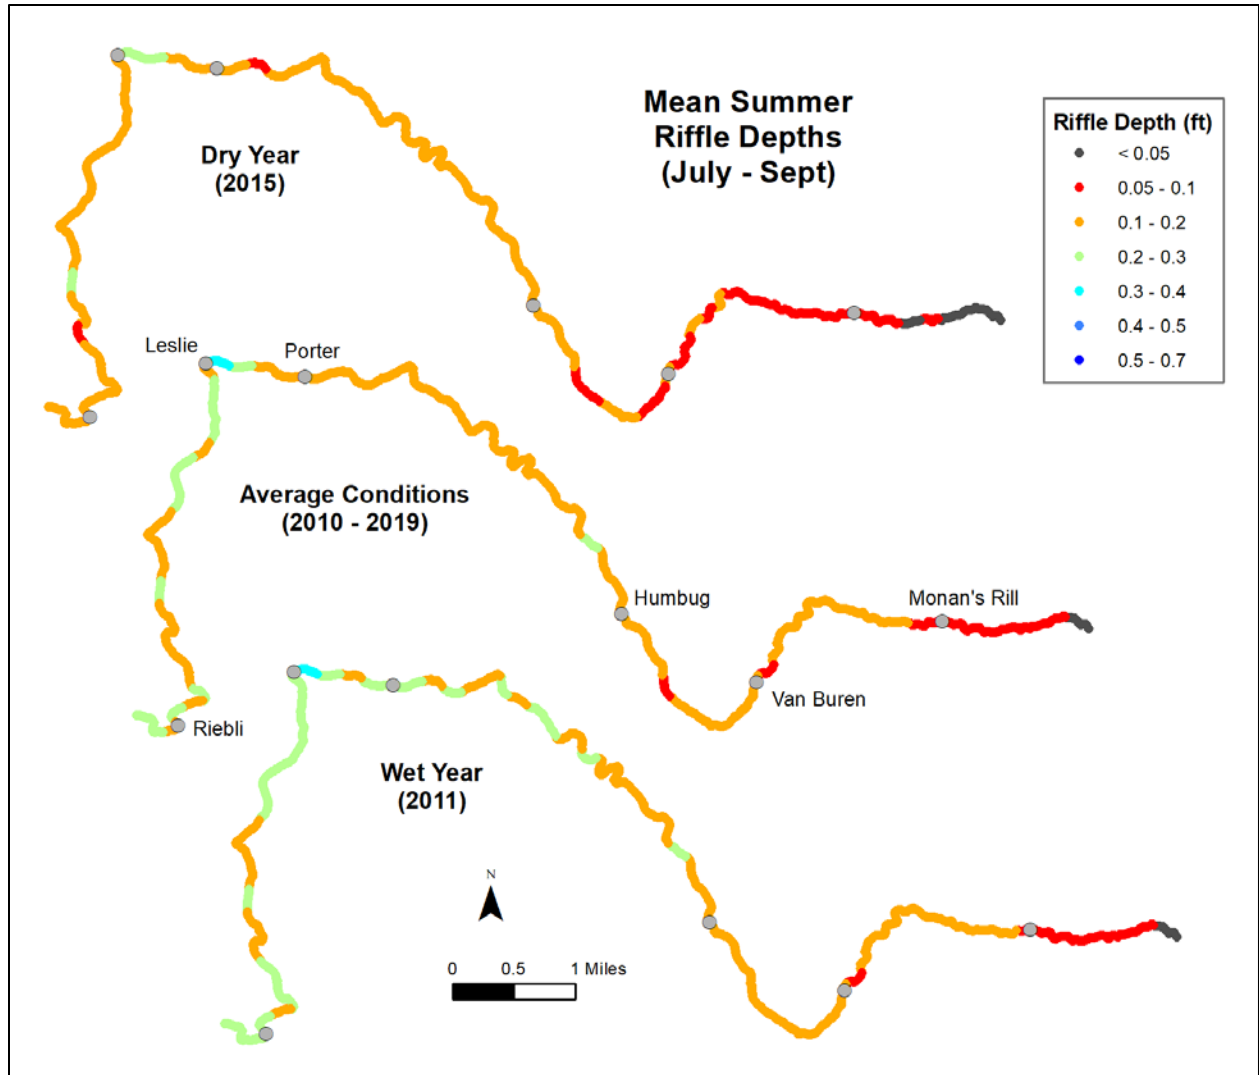 Mean Summer
Riffle Depths
(July - Sept)
Riffle Depth (ft)
< 0.05
0.05 - 0.1
0.1 - 0.2
0.2 - 0.3
0.3 - 0.4
0.4 - 0.5
0.5 - 0.7
Dry Year
(2015)
Leslie
Porter
Average Conditions
(2010 - 2019)
Humbug
Monan's Rill
Van Buren
Riebli
Wet Year
(2011)
N
0 0.5 1 Miles